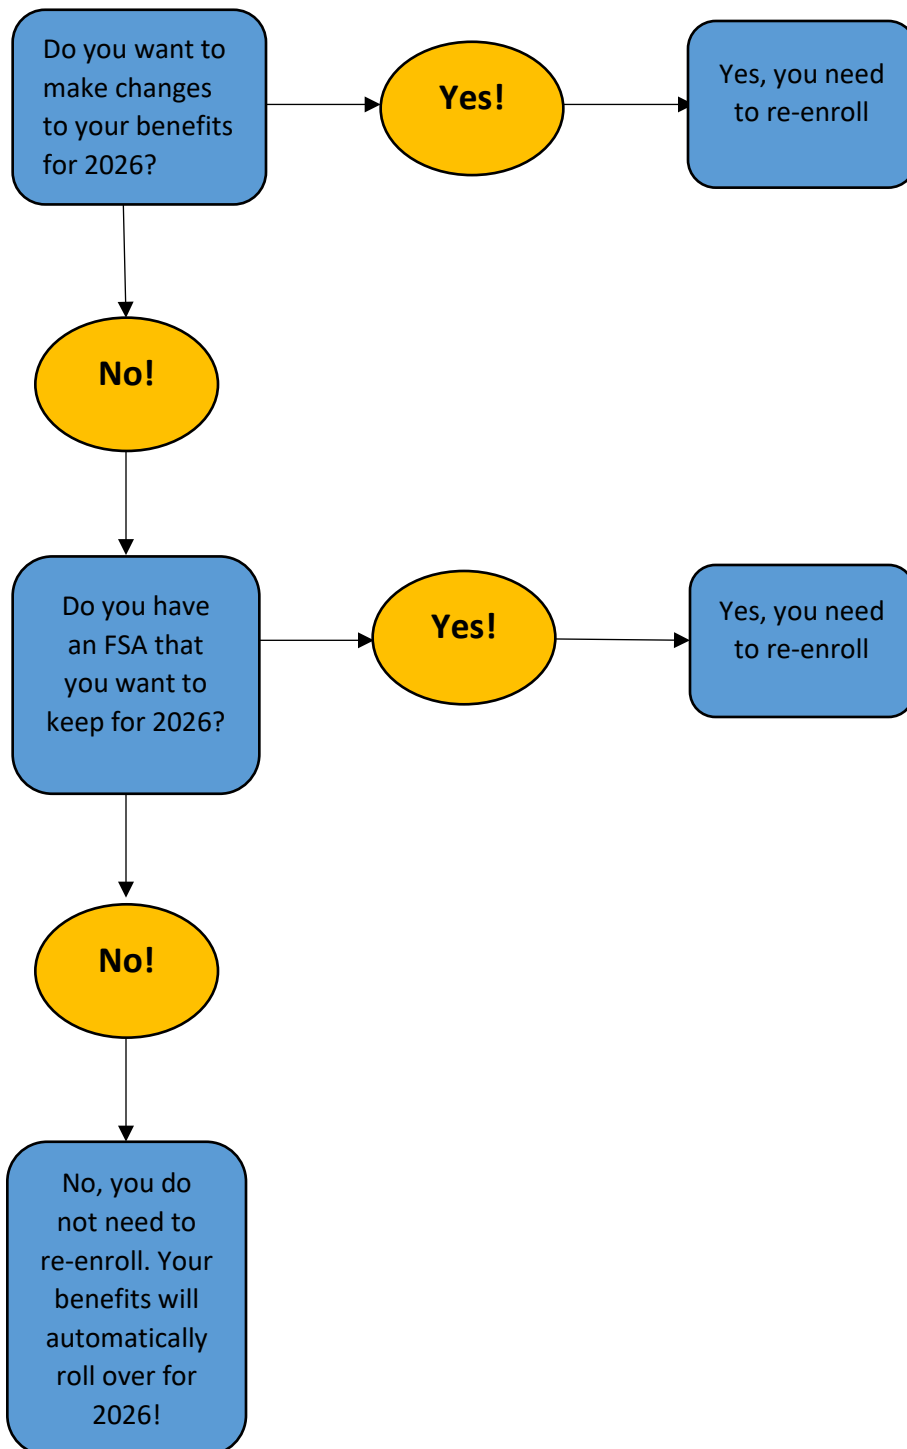 Do you want to
make changes
to your benefits
for 2026?
Yes!
Yes, you need
to re-enroll
No!
Do you have
an FSA that
you want to
keep for 2026?
Yes!
Yes, you need
to re-enroll
No!
No, you do
not need to
re-enroll. Your
benefits will
automatically
roll over for
2026!